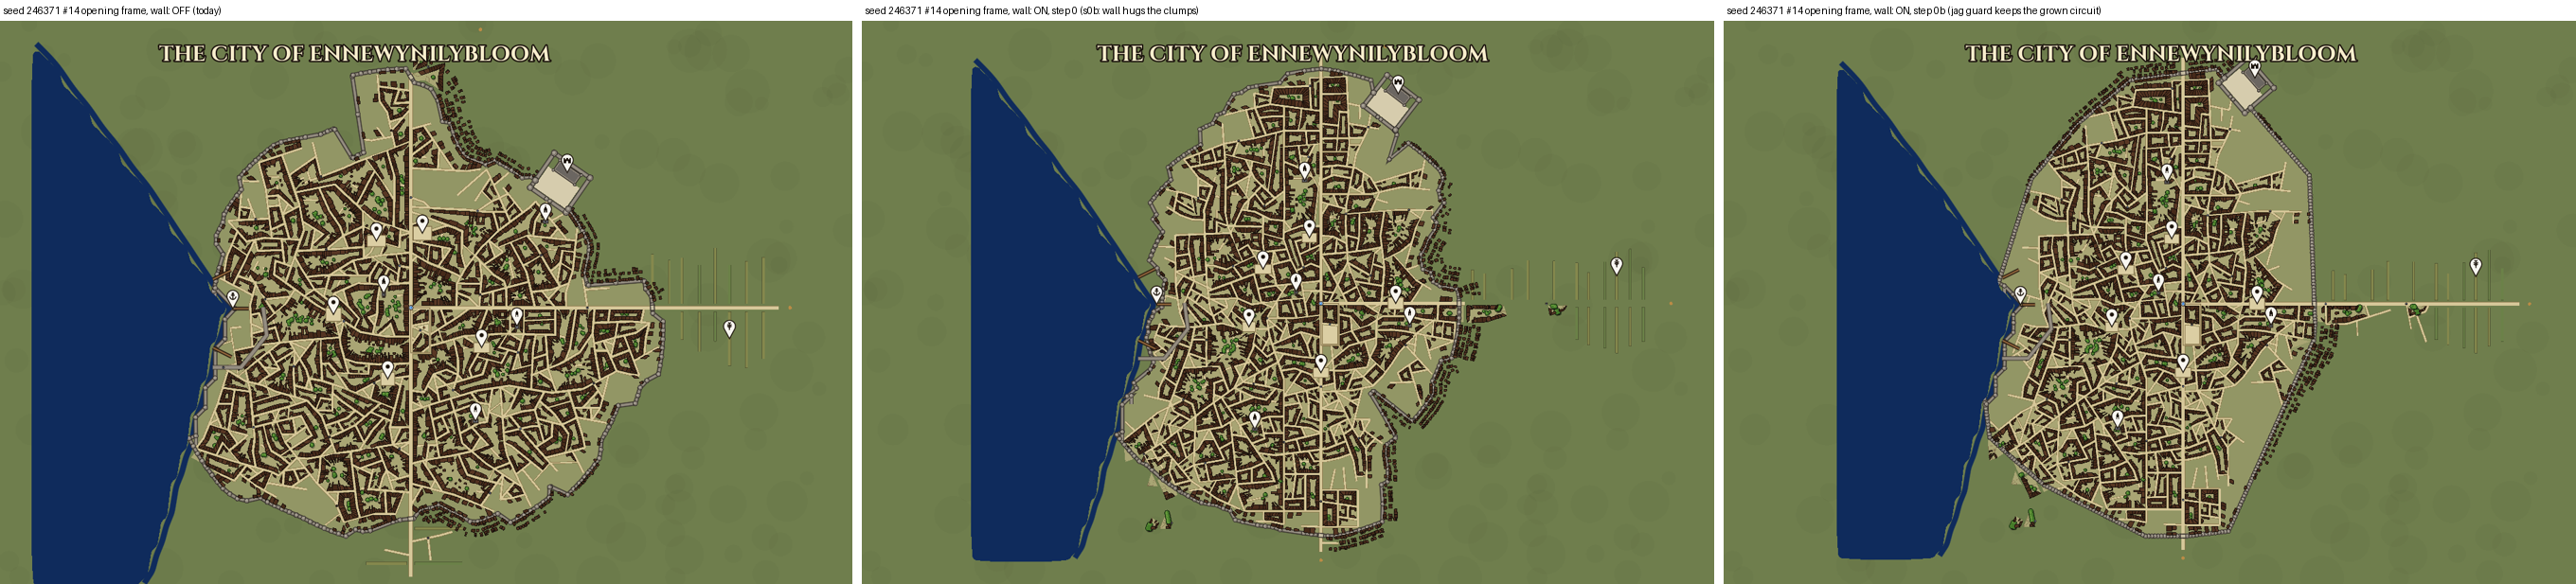 seed 246371 #14 opening frame, wall: OFF (today)
THE CITY OF ENNEWYNILYBLOOM
seed 246371 #14 opening frame, wall: ON, step 0 (s0b: wall hugs the clumps)
THE CITY OF ENNEWYNILYBLOOM
seed 246371 #14 opening frame, wall: ON, step 0b (jag guard keeps the grown circuit)
THE CITY OF ENNEWYNILYBLOOM